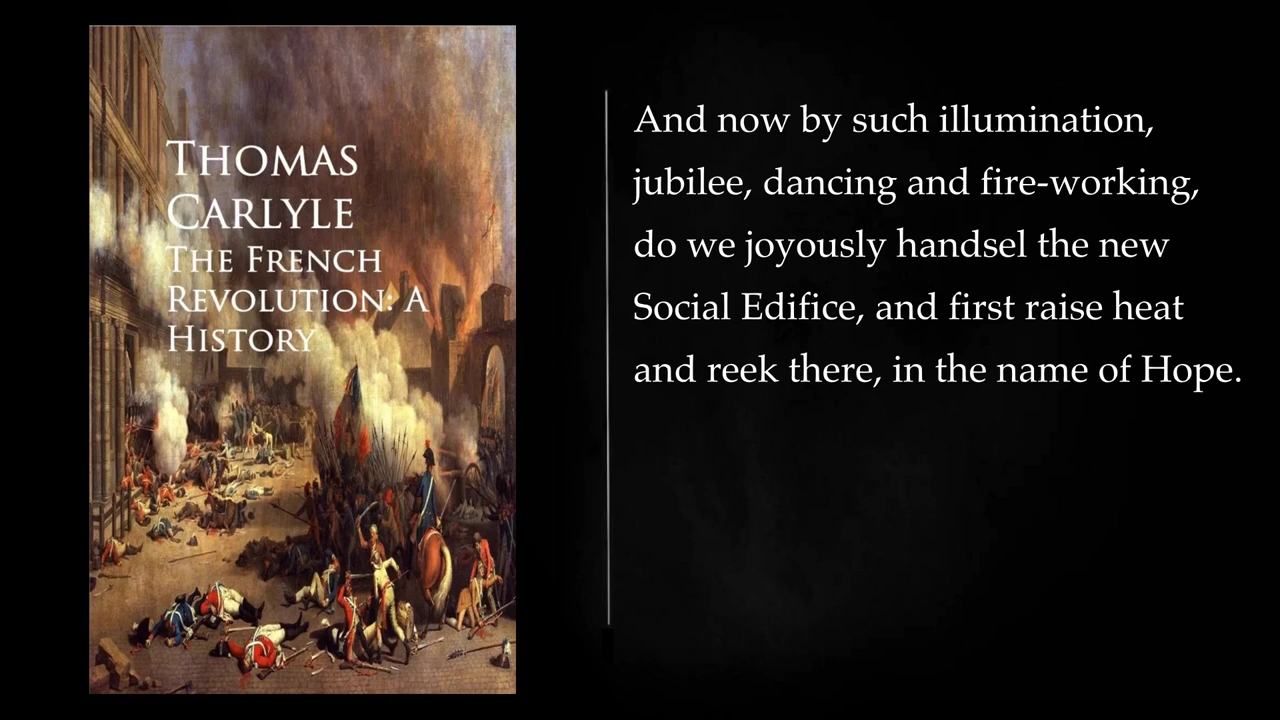 THOMAS
CARLYLE
THE FRENCH
REVOLUTION: A
HISTORY
And now by such illumination,
jubilee, dancing and fire-working,
do we joyously handsel the new
Social Edifice, and first raise heat
and reek there, in the name of Hope.